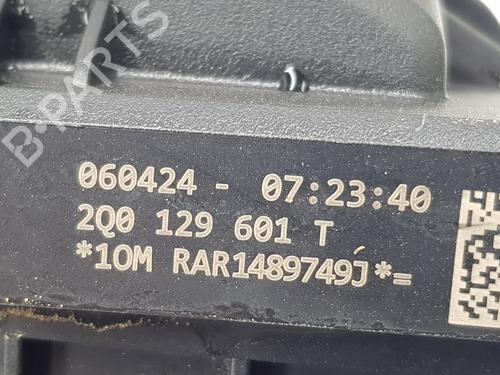 B-PARTS
060424 - 07:23:40
2Q0 129 601 T
*10M RAR1489749J*=